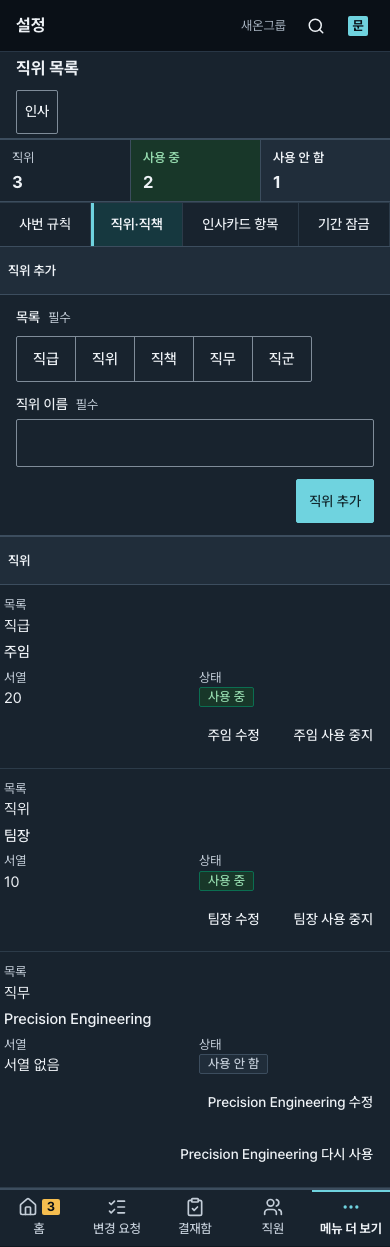 설정
새온그룹
문
직위 목록
인사
직위
3
사용 중
2
사용 안 함
1
사번 규칙
직위·직책
인사카드 항목
기간 잠금
직위 추가
목록 필수
직급
직위
직책
직무
직군
직위 이름 필수
직위 추가
직위
목록
직급
주임
서열
20
상태
사용 중
주임 수정
주임 사용 중지
목록
직위
팀장
서열
10
상태
사용 중
팀장 수정
팀장 사용 중지
목록
직무
Precision Engineering
서열
서열 없음
상태
사용 안 함
Precision Engineering 수정
Precision Engineering 다시 사용
3
홈
변경 요청
결재함
직원
메뉴 더 보기